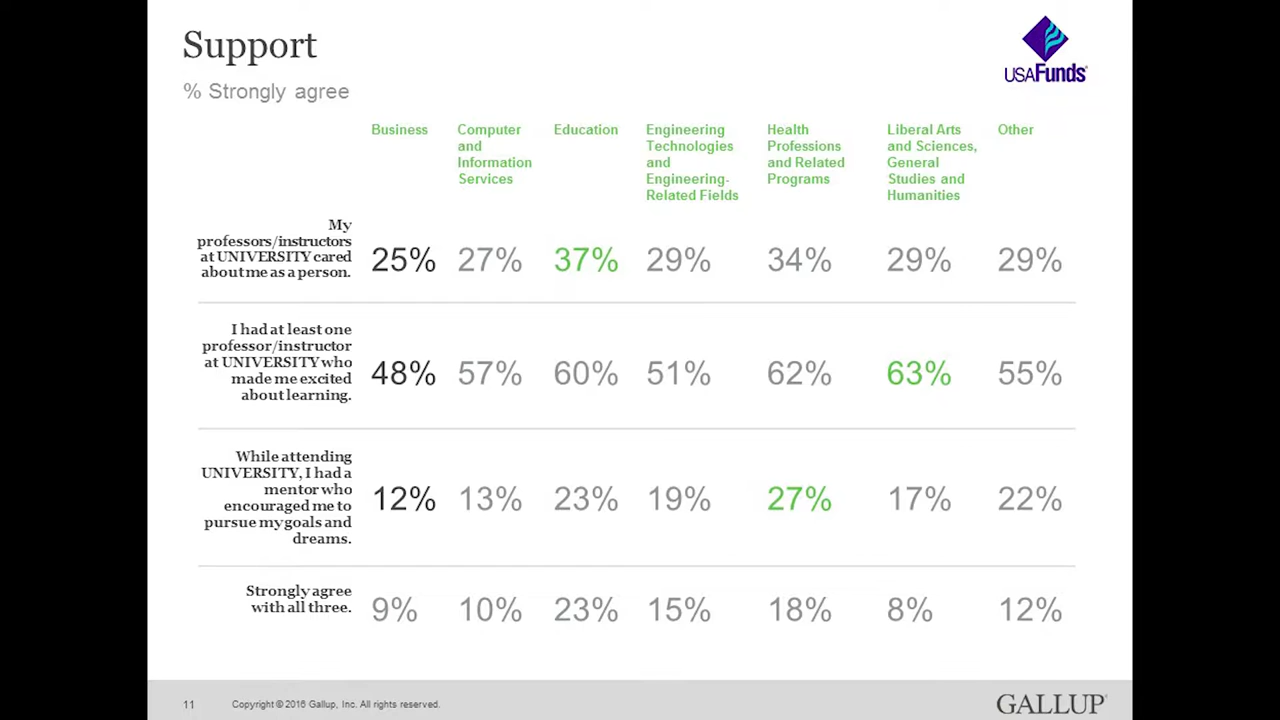 Support
USAFunds
% Strongly agree
Business
Computer
and
Information
Services
Education
Engineering
Technologies
and
Engineering-
Related Fields
Health
Professions
and Related
Programs
Liberal Arts
and Sciences,
General
Studies and
Humanities
Other
My
professors/instructors
at UNIVERSITY cared
about me as a person.
25% 27% 37% 29% 34% 29% 29%
I had at least one
professor/instructor
at UNIVERSITY who
made me excited
about learning.
48% 57% 60% 51% 62% 63% 55%
While attending
UNIVERSITY, I had a
mentor who
encouraged me to
pursue my goals and
dreams.
12% 13% 23% 19% 27% 17% 22%
Strongly agree
with all three.
9% 10% 23% 15% 18% 8% 12%
11 Copyright © 2016 Gallup, Inc. All rights reserved.
GALLUP®